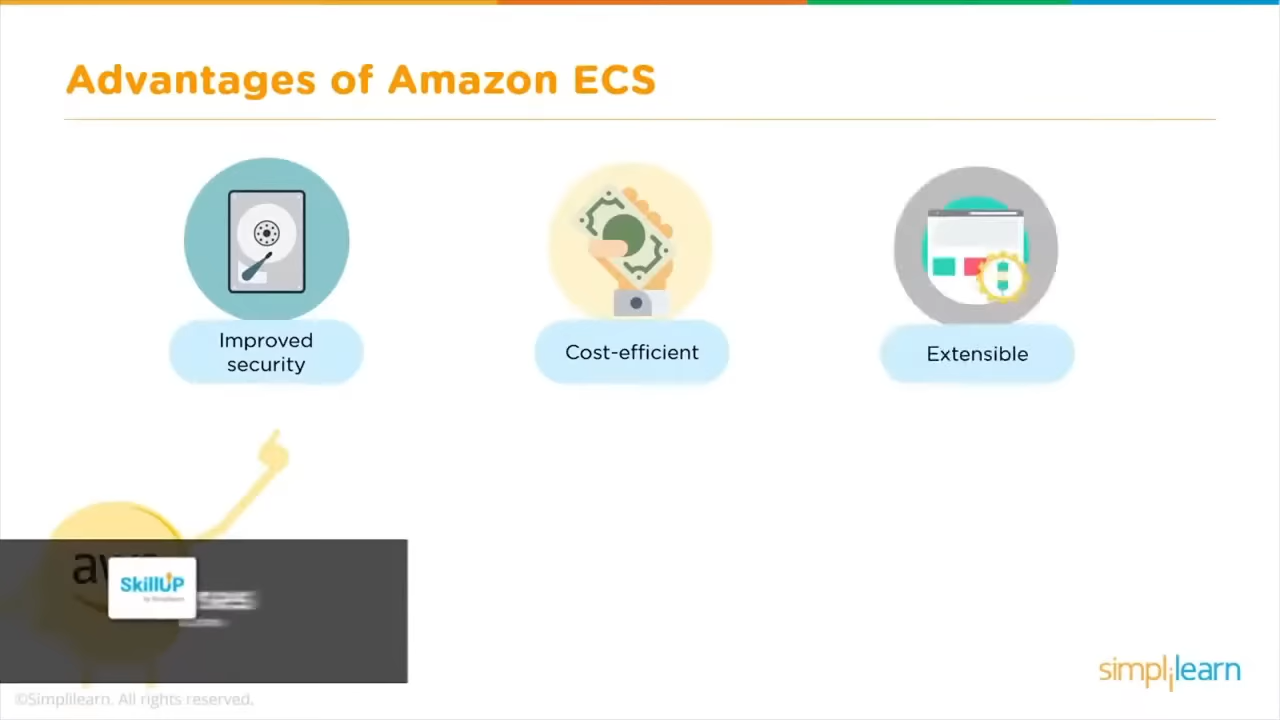 Advantages of Amazon ECS
Improved
security
Cost-efficient
Extensible
SkillUP
simplilearn
©Simplilearn. All rights reserved.